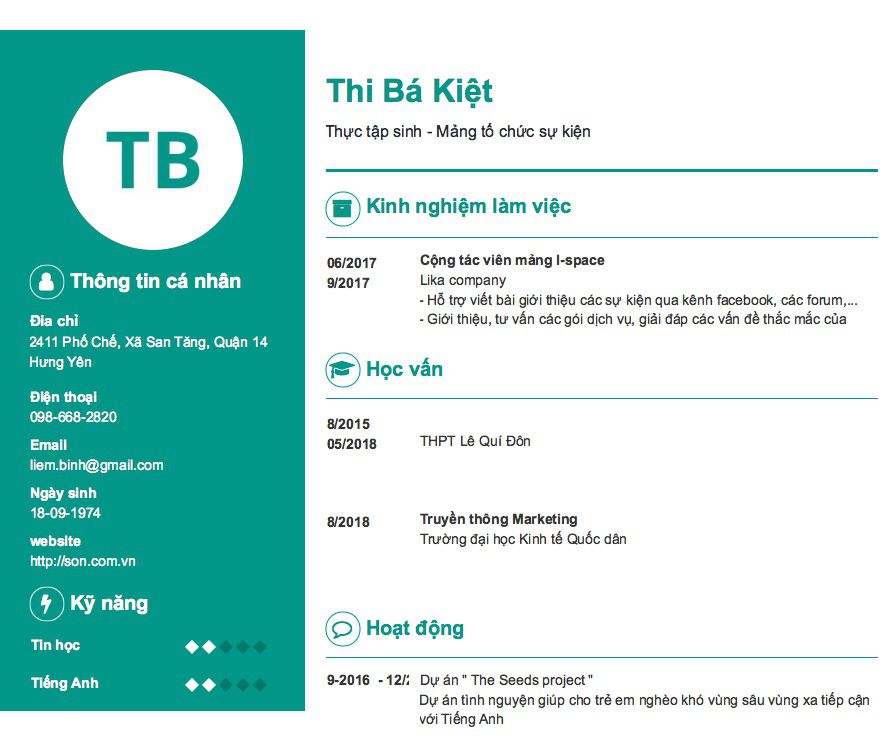 TB
Thông tin cá nhân
Địa chỉ
2411 Phố Chế, Xã San Tăng, Quận 14
Hưng Yên
Điện thoại
098-668-2820
Email
liem.binh@gmail.com
Ngày sinh
18-09-1974
website
http://son.com.vn
Kỹ năng
Tin học
Tiếng Anh
Thi Bá Kiệt
Thực tập sinh - Mảng tổ chức sự kiện
Kinh nghiệm làm việc
06/2017
9/2017
Cộng tác viên mảng I-space
Lika company
- Hỗ trợ viết bài giới thiệu các sự kiện qua kênh facebook, các forum,...
- Giới thiệu, tư vấn các gói dịch vụ, giải đáp các vấn đề thắc mắc của
Học vấn
8/2015
05/2018
THPT Lê Quí Đôn
8/2018
Truyền thông Marketing
Trường đại học Kinh tế Quốc dân
Hoạt động
9-2016 - 12/
Dự án " The Seeds project "
Dự án tình nguyện giúp cho trẻ em nghèo khó vùng sâu vùng xa tiếp cận
với Tiếng Anh